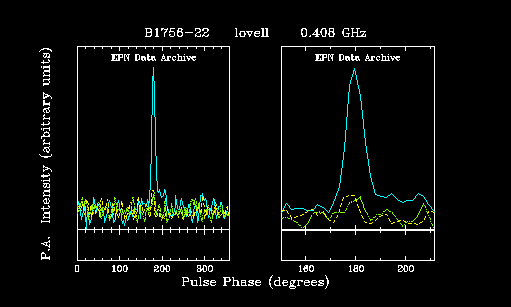 B1756-22 lovell 0.408 GHz
EPN Data Archive EPN Data Archive
P.A. Intensity (arbitrary units)
0 100 200 300 160 180 200
Pulse Phase (degrees)